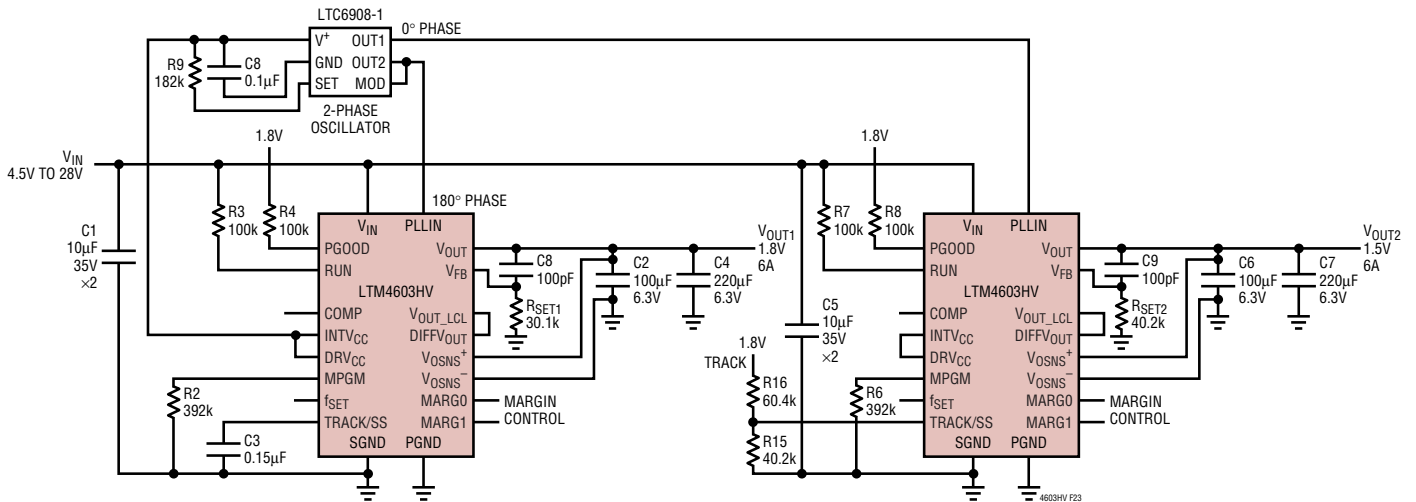 LTC6908-1
0° PHASE
V+ OUT1
GND OUT2
SET MOD
R9
182k
C8
0.1µF
2-PHASE
OSCILLATOR
VIN
4.5V TO 28V
1.8V
180° PHASE
1.8V
C1
10µF
35V
×2
R3
100k
R4
100k
VIN PLLIN
PGOOD VOUT
RUN VFB
LTM4603HV
COMP VOUT_LCL
INTVCC DIFFVOUT
DRVCC VOSNS+
MPGM VOSNS–
fSET MARG0
TRACK/SS MARG1
SGND PGND
C8
100pF
RSET1
30.1k
C2
100µF
6.3V
C4
220µF
6.3V
VOUT1
1.8V
6A
MARGIN
CONTROL
R2
392k
C3
0.15µF
R7
100k
R8
100k
C5
10µF
35V
×2
1.8V
TRACK
R16
60.4k
R15
40.2k
R6
392k
VIN PLLIN
PGOOD VOUT
RUN VFB
LTM4603HV
COMP VOUT_LCL
INTVCC DIFFVOUT
DRVCC VOSNS+
MPGM VOSNS–
fSET MARG0
TRACK/SS MARG1
SGND PGND
C9
100pF
RSET2
40.2k
C6
100µF
6.3V
C7
220µF
6.3V
VOUT2
1.5V
6A
MARGIN
CONTROL
4603HV F23